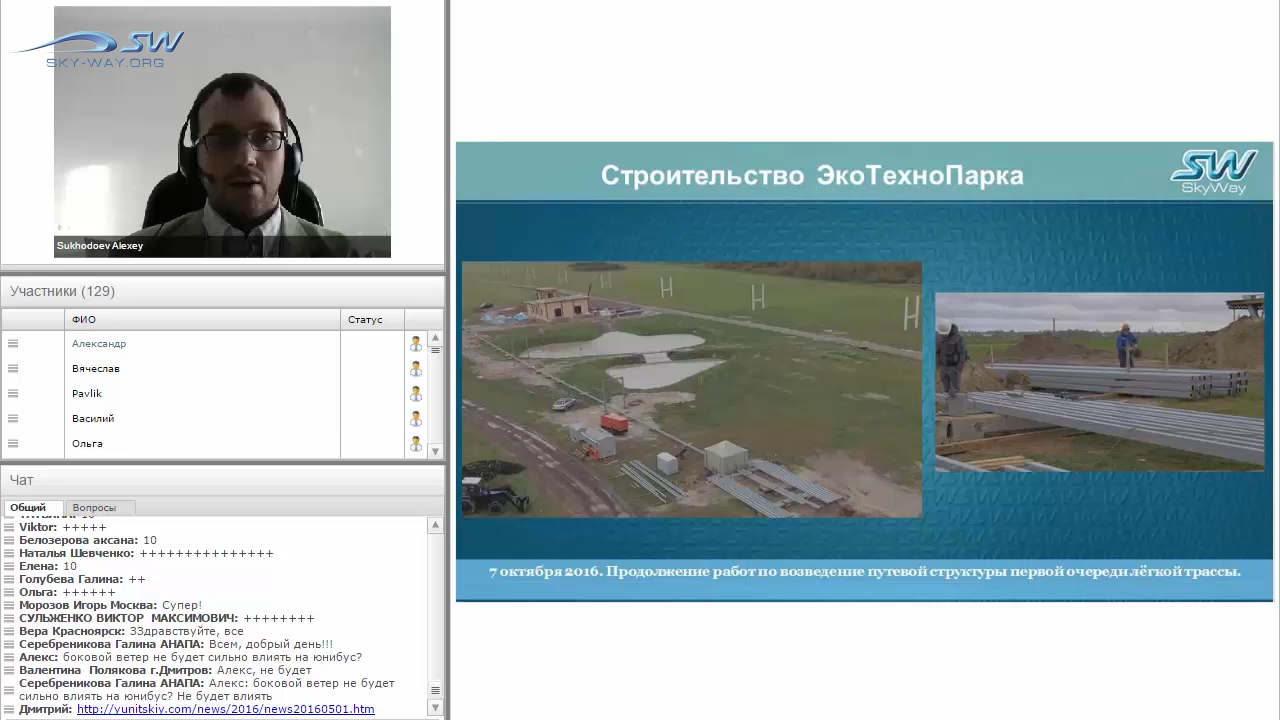 SW
SKY-WAY.ORG
Sukhodoev Alexey
Участники (129)
ФИО
Статус
Александр
Вячеслав
Pavlik
Василий
Ольга
Чат
Общий
Вопросы
Viktor: +++++
Белозерова аксана: 10
Наталья Шевченко: +++++++++++++++
Елена: 10
Голубева Галина: ++
Ольга: ++++++
Морозов Игорь Москва: Супер!
СУЛЬЖЕНКО ВИКТОР МАКСИМОВИЧ: ++++++++
Вера Красноярск: ЗЗдравствуйте, все
Серебреникова Галина АНАПА: Всем, добрый день!!!
Алекс: боковой ветер не будет сильно влиять на юнибус?
Валентина Полякова г.Дмитров: Алекс, не будет
Серебреникова Галина АНАПА: Алекс: боковой ветер не будет
сильно влиять на юнибус? Не будет влиять
Дмитрий: http://yunitskiy.com/news/2016/news20160501.htm
Строительство ЭкоТехноПарка
SW
SkyWay
7 октября 2016. Продолжение работ по возведение путевой структуры первой очереди лёгкой трассы.